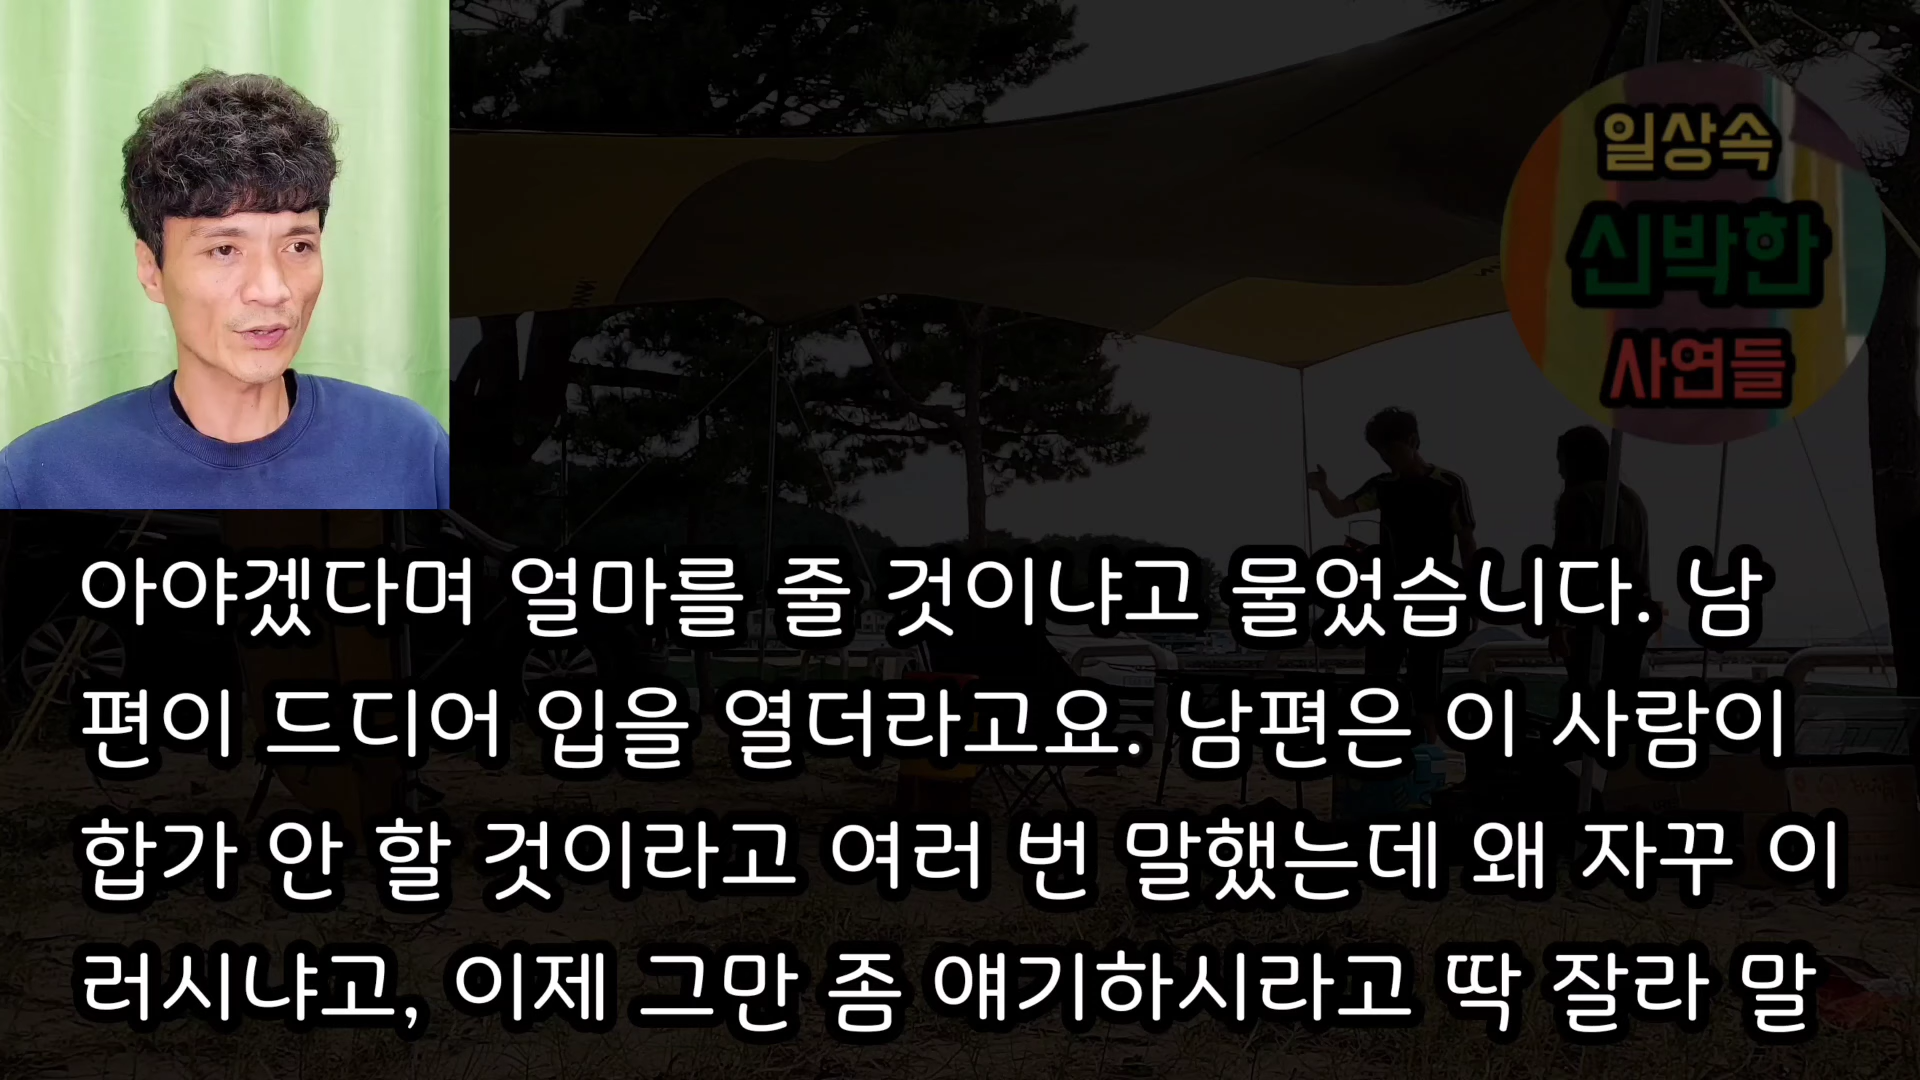 일상속
신박한
사연들
아야겠다며 얼마를 줄 것이냐고 물었습니다. 남
편이 드디어 입을 열더라고요. 남편은 이 사람이
합가 안 할 것이라고 여러 번 말했는데 왜 자꾸 이
러시냐고, 이제 그만 좀 얘기하시라고 딱 잘라 말